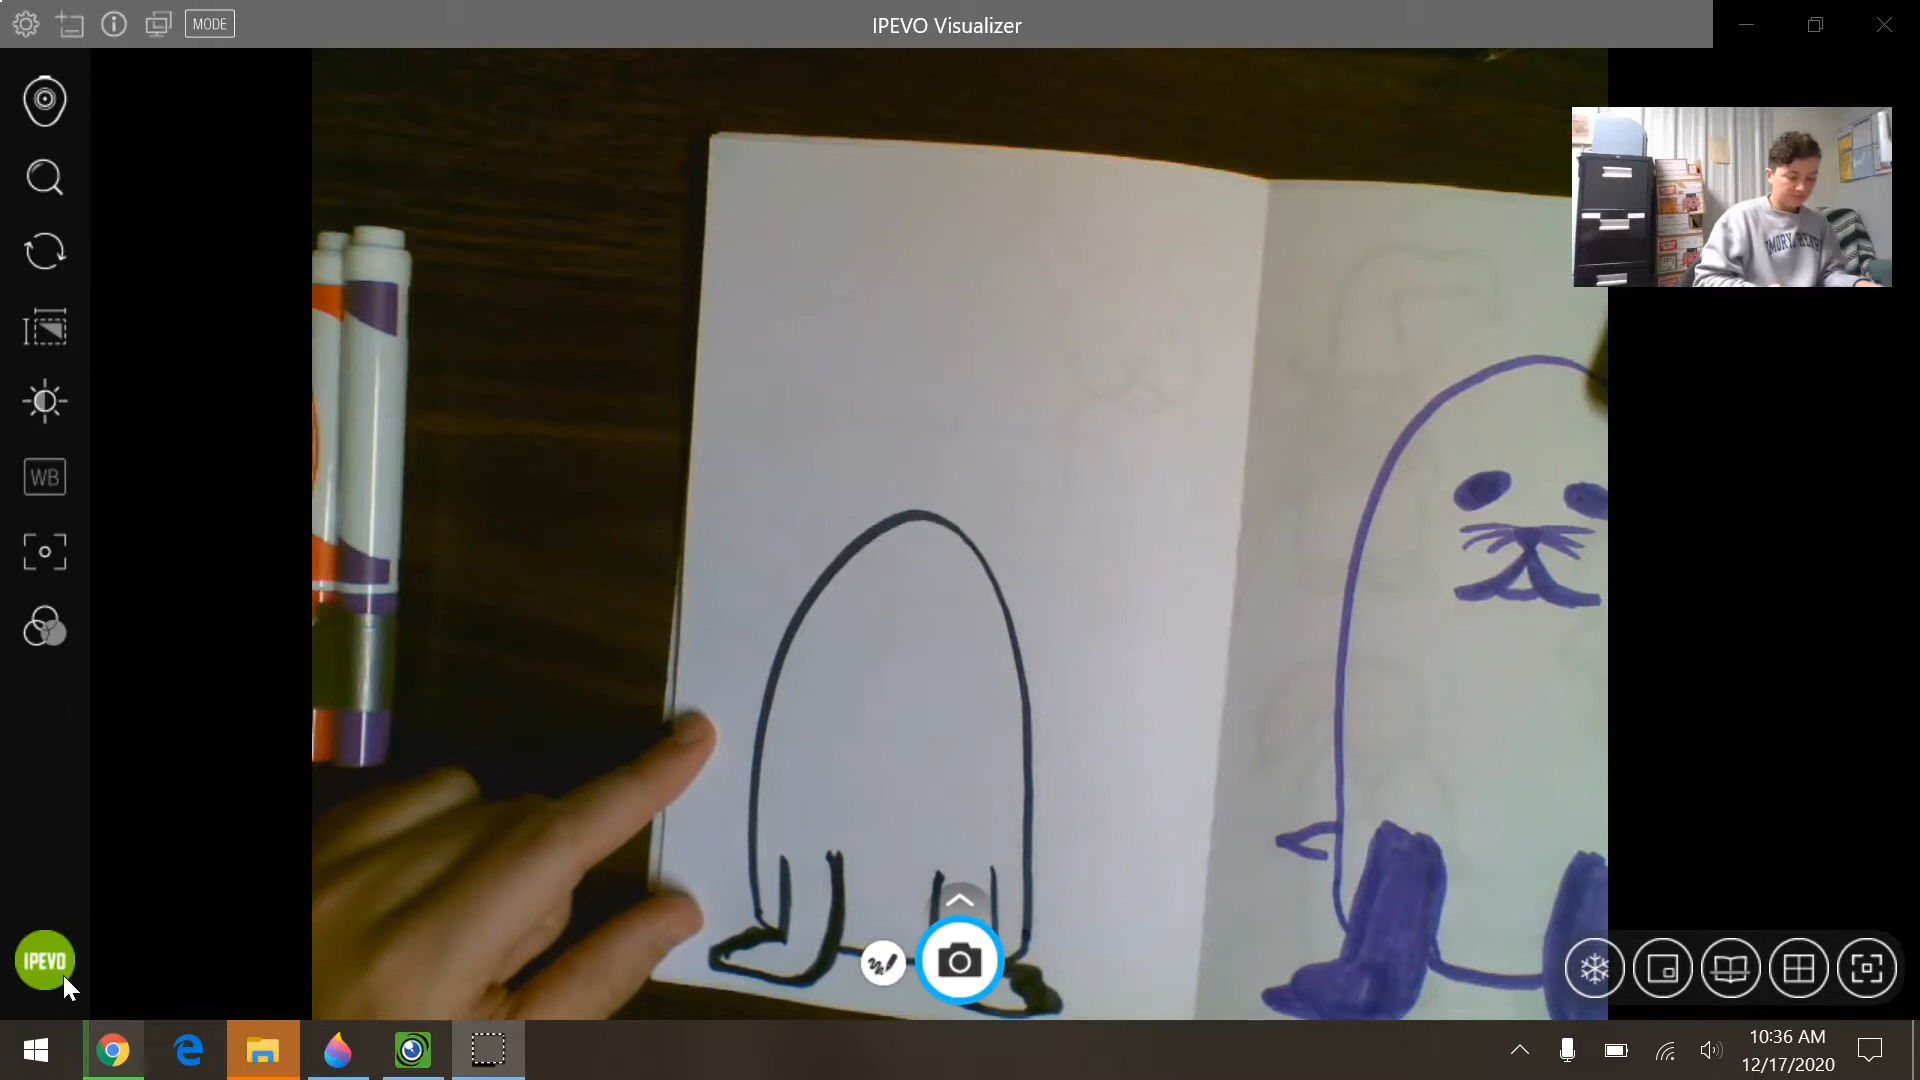 MODE
IPEVO Visualizer
WB
IPEVO
10:36 AM
12/17/2020